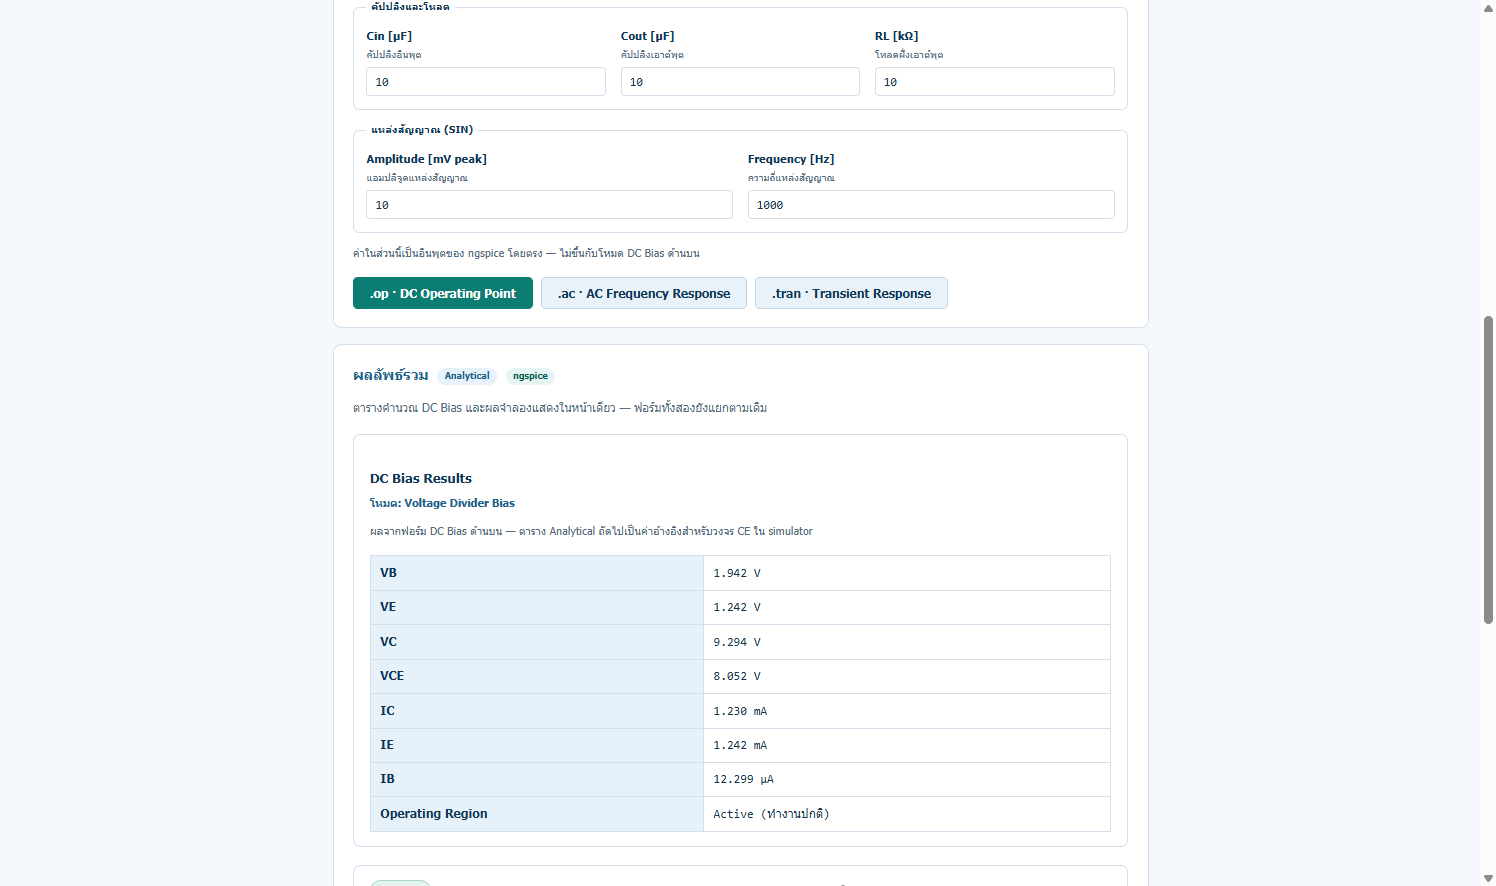 คัปปลิงและโหลด
Cin [µF]
Cout [µF]
RL [kΩ]
คัปปลิงอินพุต
คัปปลิงเอาต์พุต
โหลดฝั่งเอาต์พุต
10
10
10
แหล่งสัญญาณ (SIN)
Amplitude [mV peak]
Frequency [Hz]
แอมปลิจูดแหล่งสัญญาณ
ความถี่แหล่งสัญญาณ
10
1000
ค่าในส่วนนี้เป็นอินพุตของ ngspice โดยตรง — ไม่ขึ้นกับโหมด DC Bias ด้านบน
.op · DC Operating Point
.ac · AC Frequency Response
.tran · Transient Response
ผลลัพธ์รวม
Analytical
ngspice
ตารางคำนวณ DC Bias และผลจำลองแสดงในหน้าเดียว — ฟอร์มทั้งสองยังแยกตามเดิม
DC Bias Results
โหมด: Voltage Divider Bias
ผลจากฟอร์ม DC Bias ด้านบน — ตาราง Analytical ถัดไปเป็นค่าอ้างอิงสำหรับวงจร CE ใน simulator
VB 1.942 V
VE 1.242 V
VC 9.294 V
VCE 8.052 V
IC 1.230 mA
IE 1.242 mA
IB 12.299 µA
Operating Region Active (ทำงานปกติ)